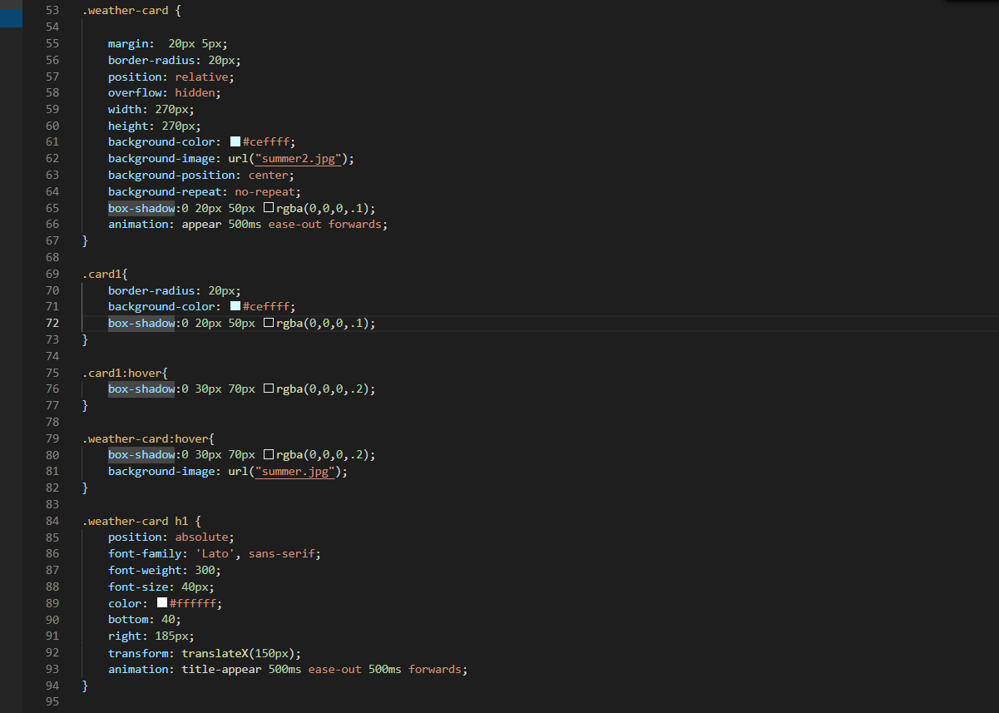 53 .weather-card {
54
55     margin:  20px 5px;
56     border-radius: 20px;
57     position: relative;
58     overflow: hidden;
59     width: 270px;
60     height: 270px;
61     background-color: #ceffff;
62     background-image: url("summer2.jpg");
63     background-position: center;
64     background-repeat: no-repeat;
65     box-shadow:0 20px 50px rgba(0,0,0,.1);
66     animation: appear 500ms ease-out forwards;
67 }
68
69 .card1{
70     border-radius: 20px;
71     background-color: #ceffff;
72     box-shadow:0 20px 50px rgba(0,0,0,.1);
73 }
74
75 .card1:hover{
76     box-shadow:0 30px 70px rgba(0,0,0,.2);
77 }
78
79 .weather-card:hover{
80     box-shadow:0 30px 70px rgba(0,0,0,.2);
81     background-image: url("summer.jpg");
82 }
83
84 .weather-card h1 {
85     position: absolute;
86     font-family: 'Lato', sans-serif;
87     font-weight: 300;
88     font-size: 40px;
89     color: #ffffff;
90     bottom: 40;
91     right: 185px;
92     transform: translateX(150px);
93     animation: title-appear 500ms ease-out 500ms forwards;
94 }
95